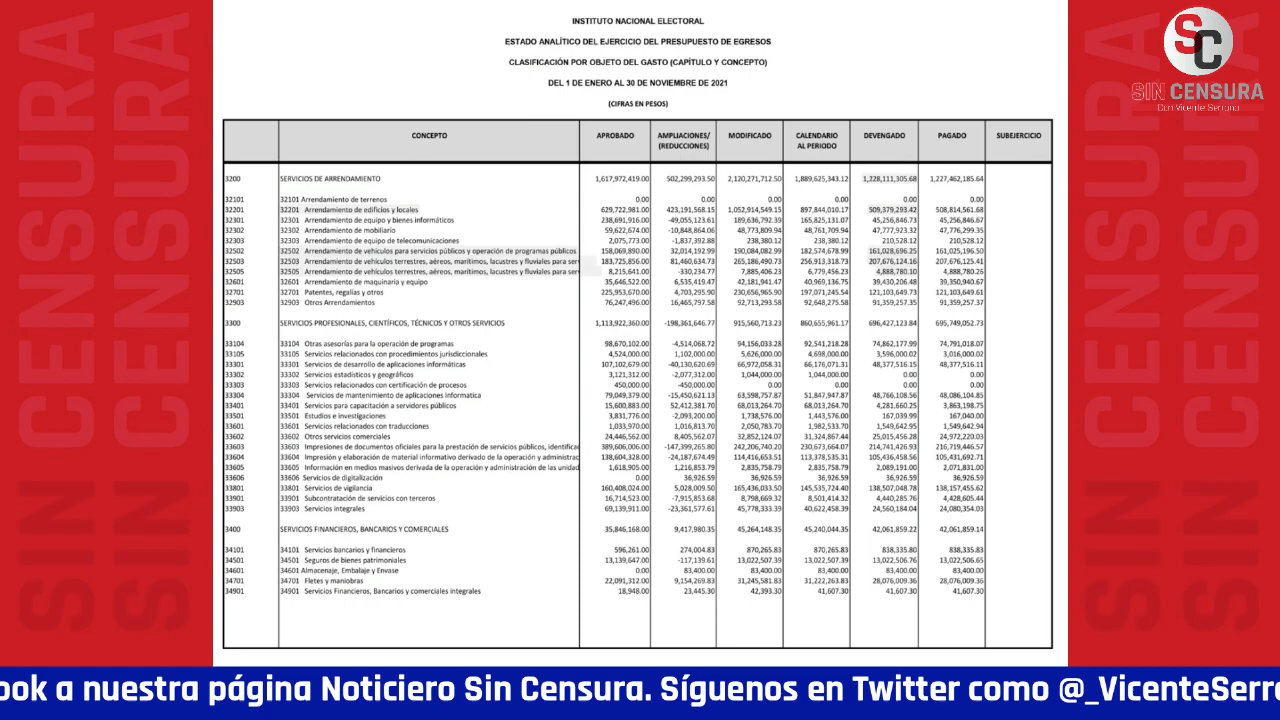 INSTITUTO NACIONAL ELECTORAL
ESTADO ANALÍTICO DEL EJERCICIO DEL PRESUPUESTO DE EGRESOS
CLASIFICACIÓN POR OBJETO DEL GASTO (CAPÍTULO Y CONCEPTO)
DEL 1 DE ENERO AL 30 DE NOVIEMBRE DE 2021
(CIFRAS EN PESOS)
SC
SIN CENSURA
Con Vicente Serrano
SIN CENSURA
SIN CENSURA
SIN CENSURA
SIN CENSURA
CONCEPTO APROBADO AMPLIACIONES/ (REDUCCIONES) MODIFICADO CALENDARIO AL PERIODO DEVENGADO PAGADO SUBEJERCICIO
3200 SERVICIOS DE ARRENDAMIENTO 1,617,972,419.00 502,299,293.50 2,120,271,712.50 1,889,625,343.12 1,228,111,305.68 1,227,462,185.64
32101 32101 Arrendamiento de terrenos 0.00 0.00 0.00 0.00 0.00 0.00
32201 32201 Arrendamiento de edificios y locales 629,722,981.00 423,191,568.15 1,052,914,549.15 897,844,010.17 509,379,293.42 508,814,561.68
32301 32301 Arrendamiento de equipo y bienes informáticos 238,691,916.00 -49,055,123.61 189,636,792.39 165,825,131.07 45,256,846.73 45,256,846.67
32302 32302 Arrendamiento de mobiliario 59,622,674.00 -10,848,864.06 48,773,809.94 48,761,709.94 47,777,923.32 47,776,299.35
32303 32303 Arrendamiento de equipo de telecomunicaciones 2,075,773.00 -1,837,392.88 238,380.12 238,380.12 210,528.12 210,528.12
32502 32502 Arrendamiento de vehículos para servicios públicos y operación de programas públicos 158,069,890.00 32,014,192.99 190,084,082.99 182,574,678.99 161,028,696.25 161,025,196.50
32503 32503 Arrendamiento de vehículos terrestres, aéreos, marítimos, lacustres y fluviales para ser 183,725,856.00 81,460,634.73 265,186,490.73 256,913,318.73 207,676,124.16 207,676,125.41
32505 32505 Arrendamiento de vehículos terrestres, aéreos, marítimos, lacustres y fluviales para ser 8,215,641.00 -330,234.77 7,885,406.23 6,779,456.23 4,888,780.10 4,888,780.26
32601 32601 Arrendamiento de maquinaria y equipo 35,646,522.00 6,535,419.47 42,181,941.47 40,969,136.75 39,430,206.48 39,350,940.67
32701 32701 Patentes, regalías y otros 225,953,670.00 4,703,295.90 230,656,965.90 197,071,245.54 121,103,649.73 121,103,649.61
32903 32903 Otros Arrendamientos 76,247,496.00 16,465,797.58 92,713,293.58 92,648,275.58 91,359,257.35 91,359,257.37
3300 SERVICIOS PROFESIONALES, CIENTÍFICOS, TÉCNICOS Y OTROS SERVICIOS 1,113,922,360.00 -198,361,646.77 915,560,713.23 860,655,961.17 696,427,123.84 695,749,052.73
33104 33104 Otras asesorías para la operación de programas 98,670,102.00 -4,514,068.72 94,156,033.28 92,541,218.28 74,862,177.99 74,791,018.07
33105 33105 Servicios relacionados con procedimientos jurisdiccionales 4,524,000.00 1,102,000.00 5,626,000.00 4,698,000.00 3,596,000.02 3,016,000.02
33301 33301 Servicios de desarrollo de aplicaciones informáticas 107,102,679.00 -40,130,620.69 66,972,058.31 66,176,071.31 48,377,516.15 48,377,516.11
33302 33302 Servicios estadísticos y geográficos 3,121,312.00 -2,077,312.00 1,044,000.00 1,044,000.00 0.00 0.00
33303 33303 Servicios relacionados con certificación de procesos 450,000.00 -450,000.00 0.00 0.00 0.00 0.00
33304 33304 Servicios de mantenimiento de aplicaciones informatica 79,049,379.00 -15,450,621.13 63,598,757.87 51,847,947.87 48,766,108.56 48,086,104.85
33401 33401 Servicios para capacitación a servidores públicos 15,600,883.00 52,412,381.70 68,013,264.70 68,013,264.70 4,281,660.25 3,863,198.75
33501 33501 Estudios e investigaciones 3,831,776.00 -2,093,200.00 1,738,576.00 1,443,576.00 167,039.99 167,040.00
33601 33601 Servicios relacionados con traducciones 1,033,970.00 1,016,813.70 2,050,783.70 1,982,533.70 1,549,642.95 1,549,642.94
33602 33602 Otros servicios comerciales 24,446,562.00 8,405,562.07 32,852,124.07 31,324,867.44 25,015,456.28 24,972,220.03
33603 33603 Impresiones de documentos oficiales para la prestación de servicios públicos, identifica 389,606,006.00 -147,399,265.80 242,206,740.20 230,673,664.07 214,741,426.93 216,719,446.57
33604 33604 Impresión y elaboración de material informativo derivado de la operación y administrac 138,604,328.00 -24,187,674.49 114,416,653.51 113,378,535.31 105,436,458.56 105,431,692.71
33605 33605 Información en medios masivos derivada de la operación y administración de las unidad 1,618,905.00 1,216,853.79 2,835,758.79 2,835,758.79 2,089,191.00 2,071,831.00
33606 33606 Servicios de digitalización 0.00 36,926.59 36,926.59 36,926.59 36,926.59 36,926.59
33801 33801 Servicios de vigilancia 160,408,024.00 5,028,009.50 165,436,033.50 145,535,724.40 138,507,048.78 138,157,455.62
33901 33901 Subcontratación de servicios con terceros 16,714,523.00 -7,915,853.68 8,798,669.32 8,501,414.32 4,440,285.76 4,428,605.44
33903 33903 Servicios integrales 69,139,911.00 -23,361,577.61 45,778,333.39 40,622,458.39 24,560,184.04 24,080,354.03
3400 SERVICIOS FINANCIEROS, BANCARIOS Y COMERCIALES 35,846,168.00 9,417,980.35 45,264,148.35 45,240,044.35 42,061,859.22 42,061,859.14
34101 34101 Servicios bancarios y financieros 596,261.00 274,004.83 870,265.83 870,265.83 838,335.80 838,335.83
34501 34501 Seguros de bienes patrimoniales 13,139,647.00 -117,139.61 13,022,507.39 13,022,507.39 13,022,506.76 13,022,506.65
34601 34601 Almacenaje, Embalaje y Envase 0.00 83,400.00 83,400.00 83,400.00 83,400.00 83,400.00
34701 34701 Fletes y maniobras 22,091,312.00 9,154,269.83 31,245,581.83 31,222,263.83 28,076,009.36 28,076,009.36
34901 34901 Servicios Financieros, Bancarios y comerciales integrales 18,948.00 23,445.30 42,393.30 41,607.30 41,607.30 41,607.30
ook a nuestra página Noticiero Sin Censura. Síguenos en Twitter como @_VicenteSerr